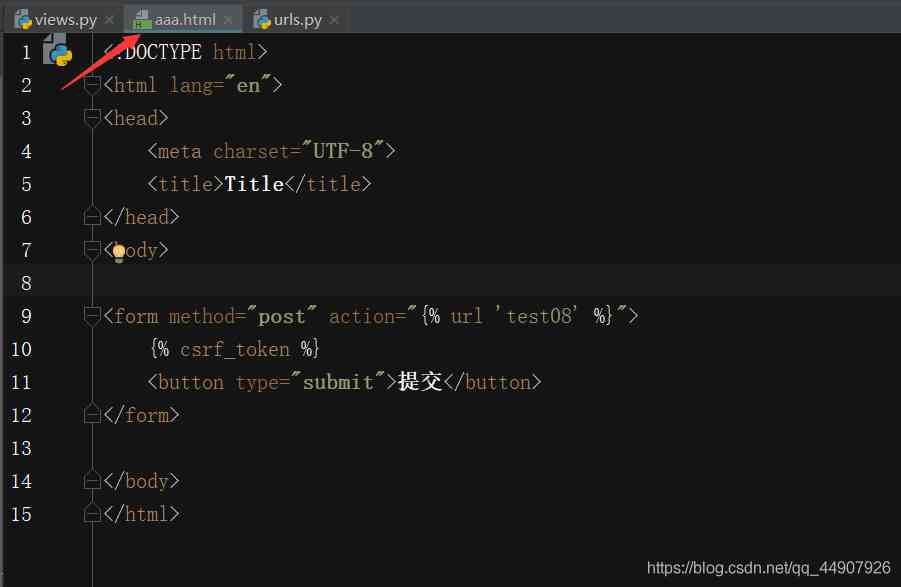 views.py aaa.html urls.py
1 <!DOCTYPE html>
2 <html lang="en">
3 <head>
4 <meta charset="UTF-8">
5 <title>Title</title>
6 </head>
7 <body>
8
9 <form method="post" action="{% url 'test08' %}">
10 {% csrf_token %}
11 <button type="submit">提交</button>
12 </form>
13
14 </body>
15 </html>
https://blog.csdn.net/qq_44907926